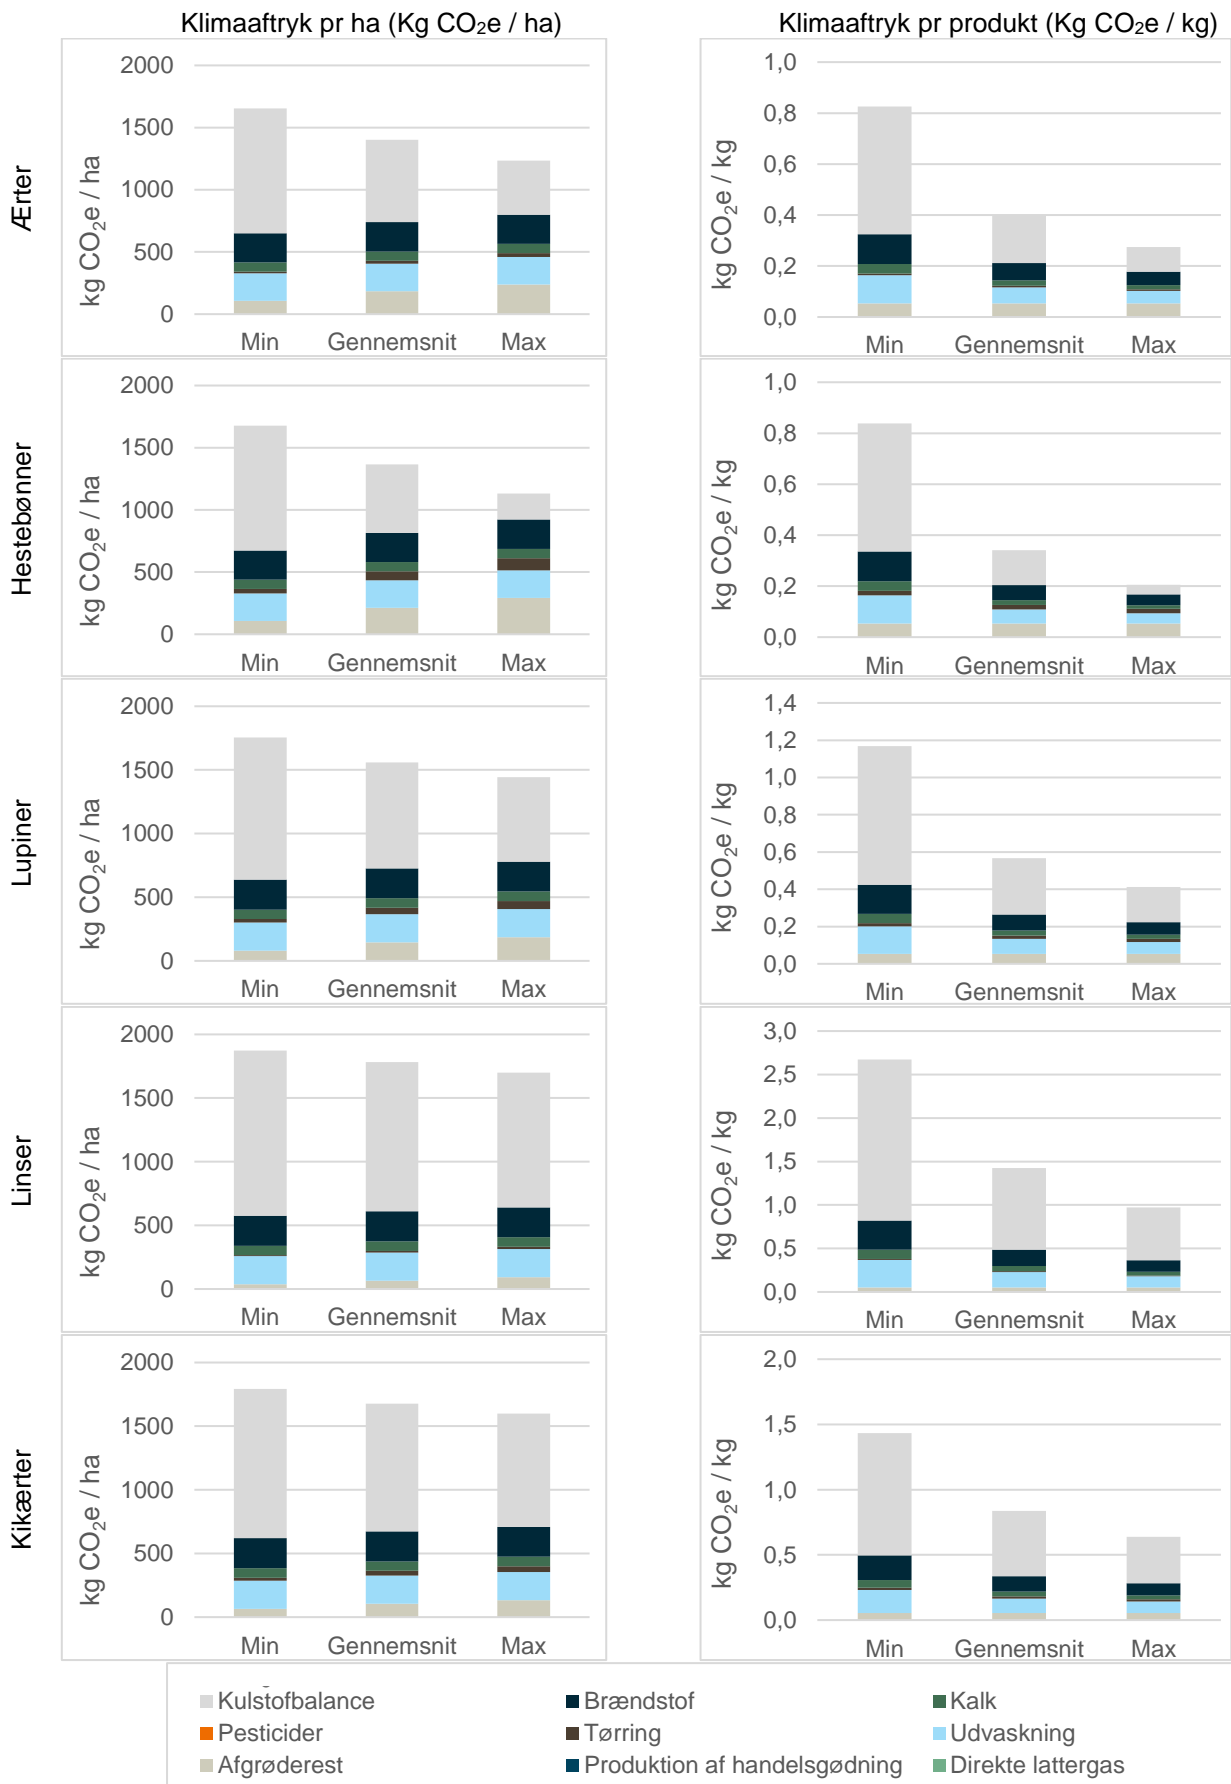 Klimaaftryk pr ha (Kg CO₂e / ha)
Klimaaftryk pr produkt (Kg CO₂e / kg)
Ærter
kg CO₂e / ha
2000
1500
1000
500
0
Min Gennemsnit Max
kg CO₂e / kg
1,0
0,8
0,6
0,4
0,2
0,0
Min Gennemsnit Max
Hestebønner
kg CO₂e / ha
2000
1500
1000
500
0
Min Gennemsnit Max
kg CO₂e / kg
1,0
0,8
0,6
0,4
0,2
0,0
Min Gennemsnit Max
Lupiner
kg CO₂e / ha
2000
1500
1000
500
0
Min Gennemsnit Max
kg CO₂e / kg
1,4
1,2
1,0
0,8
0,6
0,4
0,2
0,0
Min Gennemsnit Max
Linser
kg CO₂e / ha
2000
1500
1000
500
0
Min Gennemsnit Max
kg CO₂e / kg
3,0
2,5
2,0
1,5
1,0
0,5
0,0
Min Gennemsnit Max
Kikærter
kg CO₂e / ha
2000
1500
1000
500
0
Min Gennemsnit Max
kg CO₂e / kg
2,0
1,5
1,0
0,5
0,0
Min Gennemsnit Max
Kulstofbalance Brændstof Kalk
Pesticider Tørring Udvaskning
Afgrøderest Produktion af handelsgødning Direkte lattergas